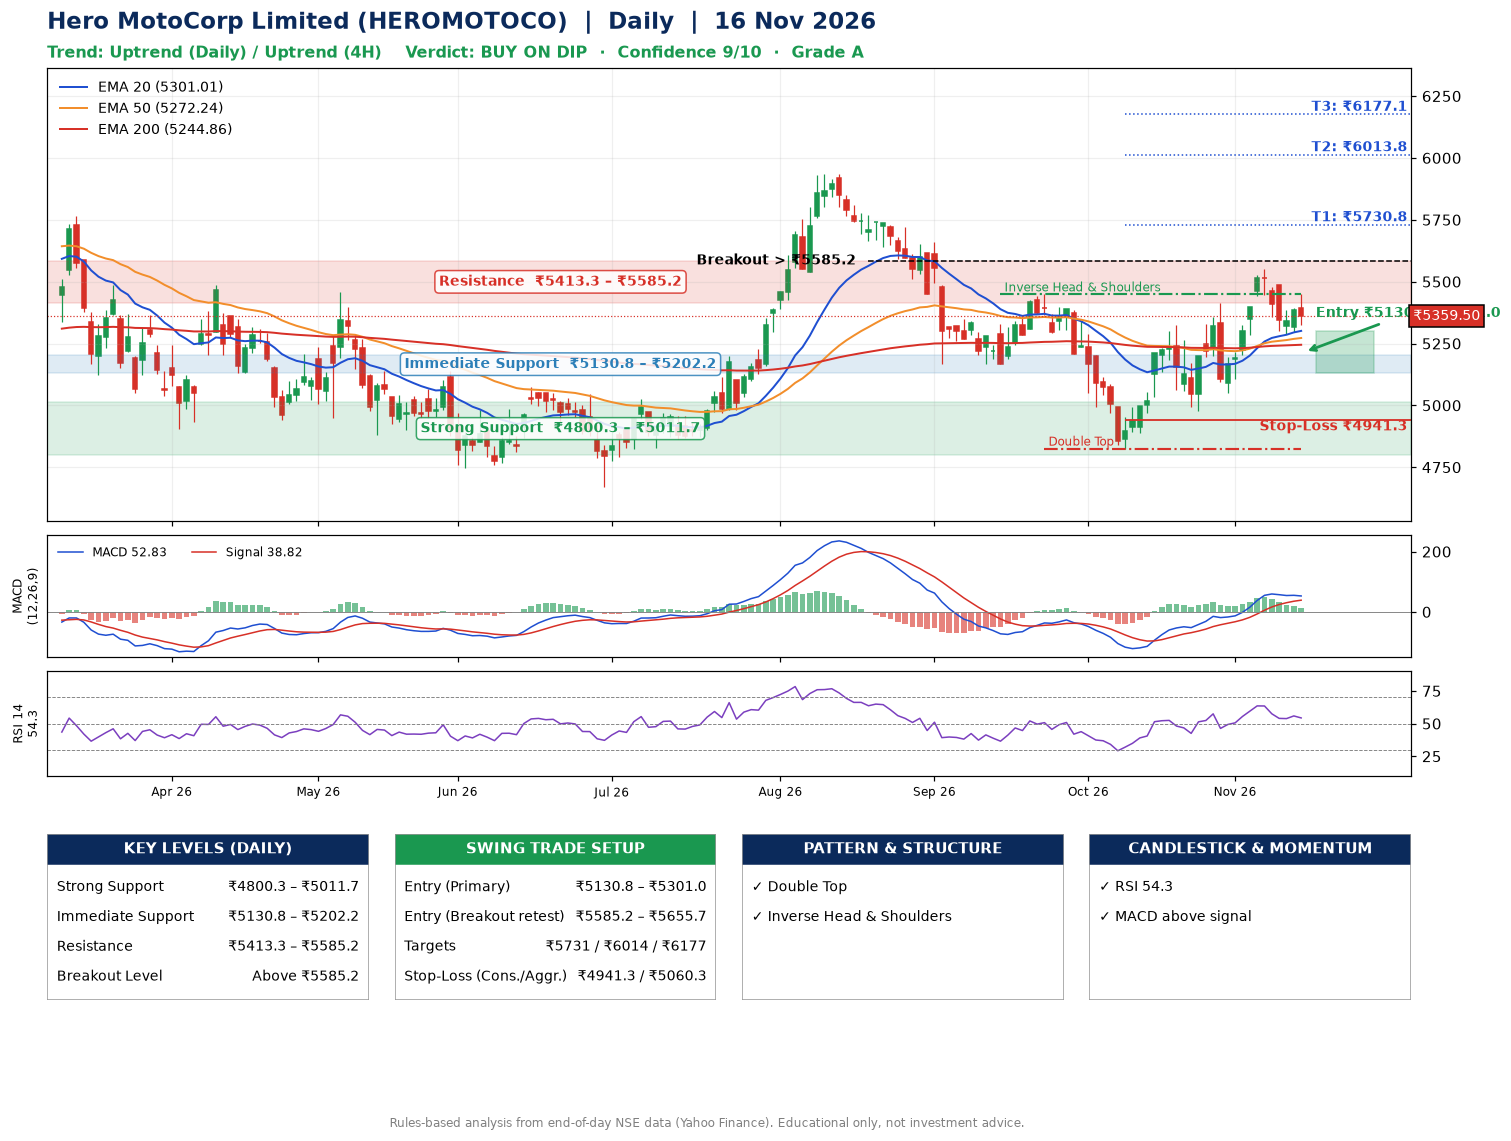 Hero MotoCorp Limited (HEROMOTOCO)  |  Daily  |  16 Nov 2026
Trend: Uptrend (Daily) / Uptrend (4H)    Verdict: BUY ON DIP  ·  Confidence 9/10  ·  Grade A
EMA 20 (5301.01)
EMA 50 (5272.24)
EMA 200 (5244.86)
T3: ₹6177.1
T2: ₹6013.8
T1: ₹5730.8
Breakout > ₹5585.2
Resistance  ₹5413.3 – ₹5585.2
Inverse Head & Shoulders
Entry ₹5130
.0
₹5359.50
Immediate Support  ₹5130.8 – ₹5202.2
Strong Support  ₹4800.3 – ₹5011.7
Stop-Loss ₹4941.3
Double Top
6250
6000
5750
5500
5250
5000
4750
MACD 52.83
Signal 38.82
MACD
(12,26,9)
200
0
RSI 14
54.3
75
50
25
Apr 26
May 26
Jun 26
Jul 26
Aug 26
Sep 26
Oct 26
Nov 26
KEY LEVELS (DAILY)
Strong Support ₹4800.3 – ₹5011.7
Immediate Support ₹5130.8 – ₹5202.2
Resistance ₹5413.3 – ₹5585.2
Breakout Level Above ₹5585.2
SWING TRADE SETUP
Entry (Primary) ₹5130.8 – ₹5301.0
Entry (Breakout retest) ₹5585.2 – ₹5655.7
Targets ₹5731 / ₹6014 / ₹6177
Stop-Loss (Cons./Aggr.) ₹4941.3 / ₹5060.3
PATTERN & STRUCTURE
✓ Double Top
✓ Inverse Head & Shoulders
CANDLESTICK & MOMENTUM
✓ RSI 54.3
✓ MACD above signal
Rules-based analysis from end-of-day NSE data (Yahoo Finance). Educational only, not investment advice.